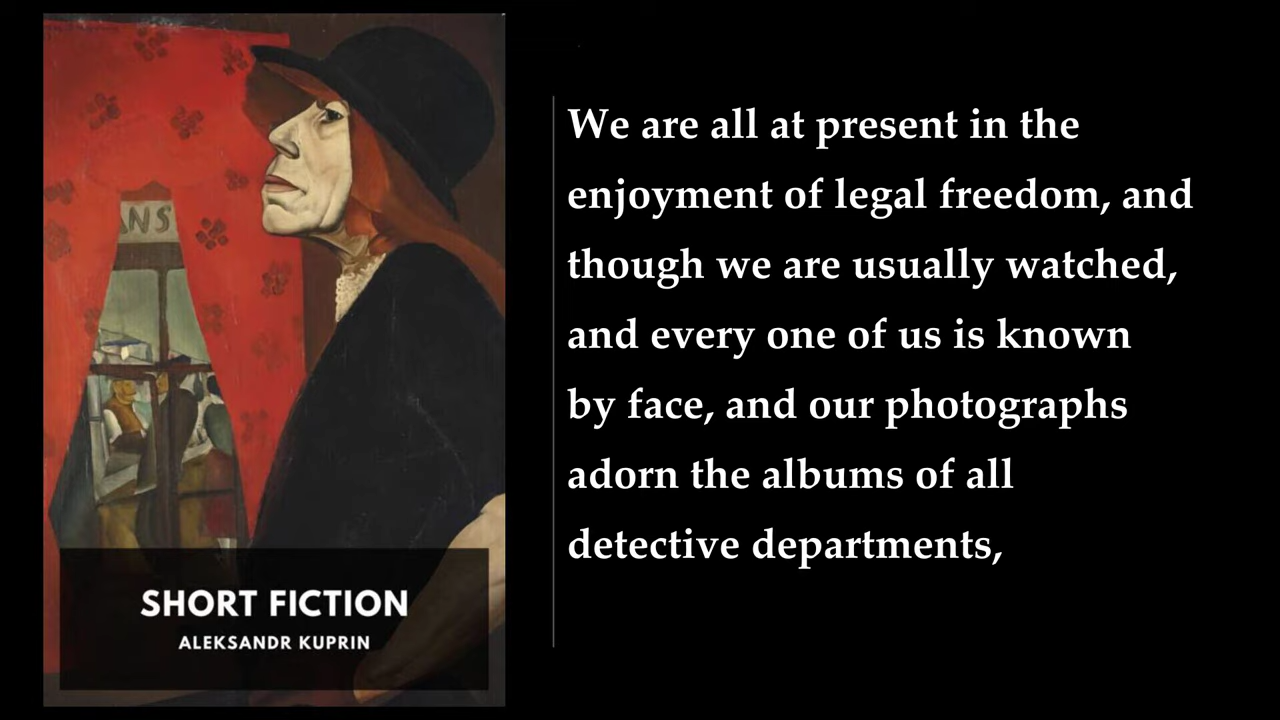 ANS
SHORT FICTION
ALEKSANDR KUPRIN
We are all at present in the
enjoyment of legal freedom, and
though we are usually watched,
and every one of us is known
by face, and our photographs
adorn the albums of all
detective departments,